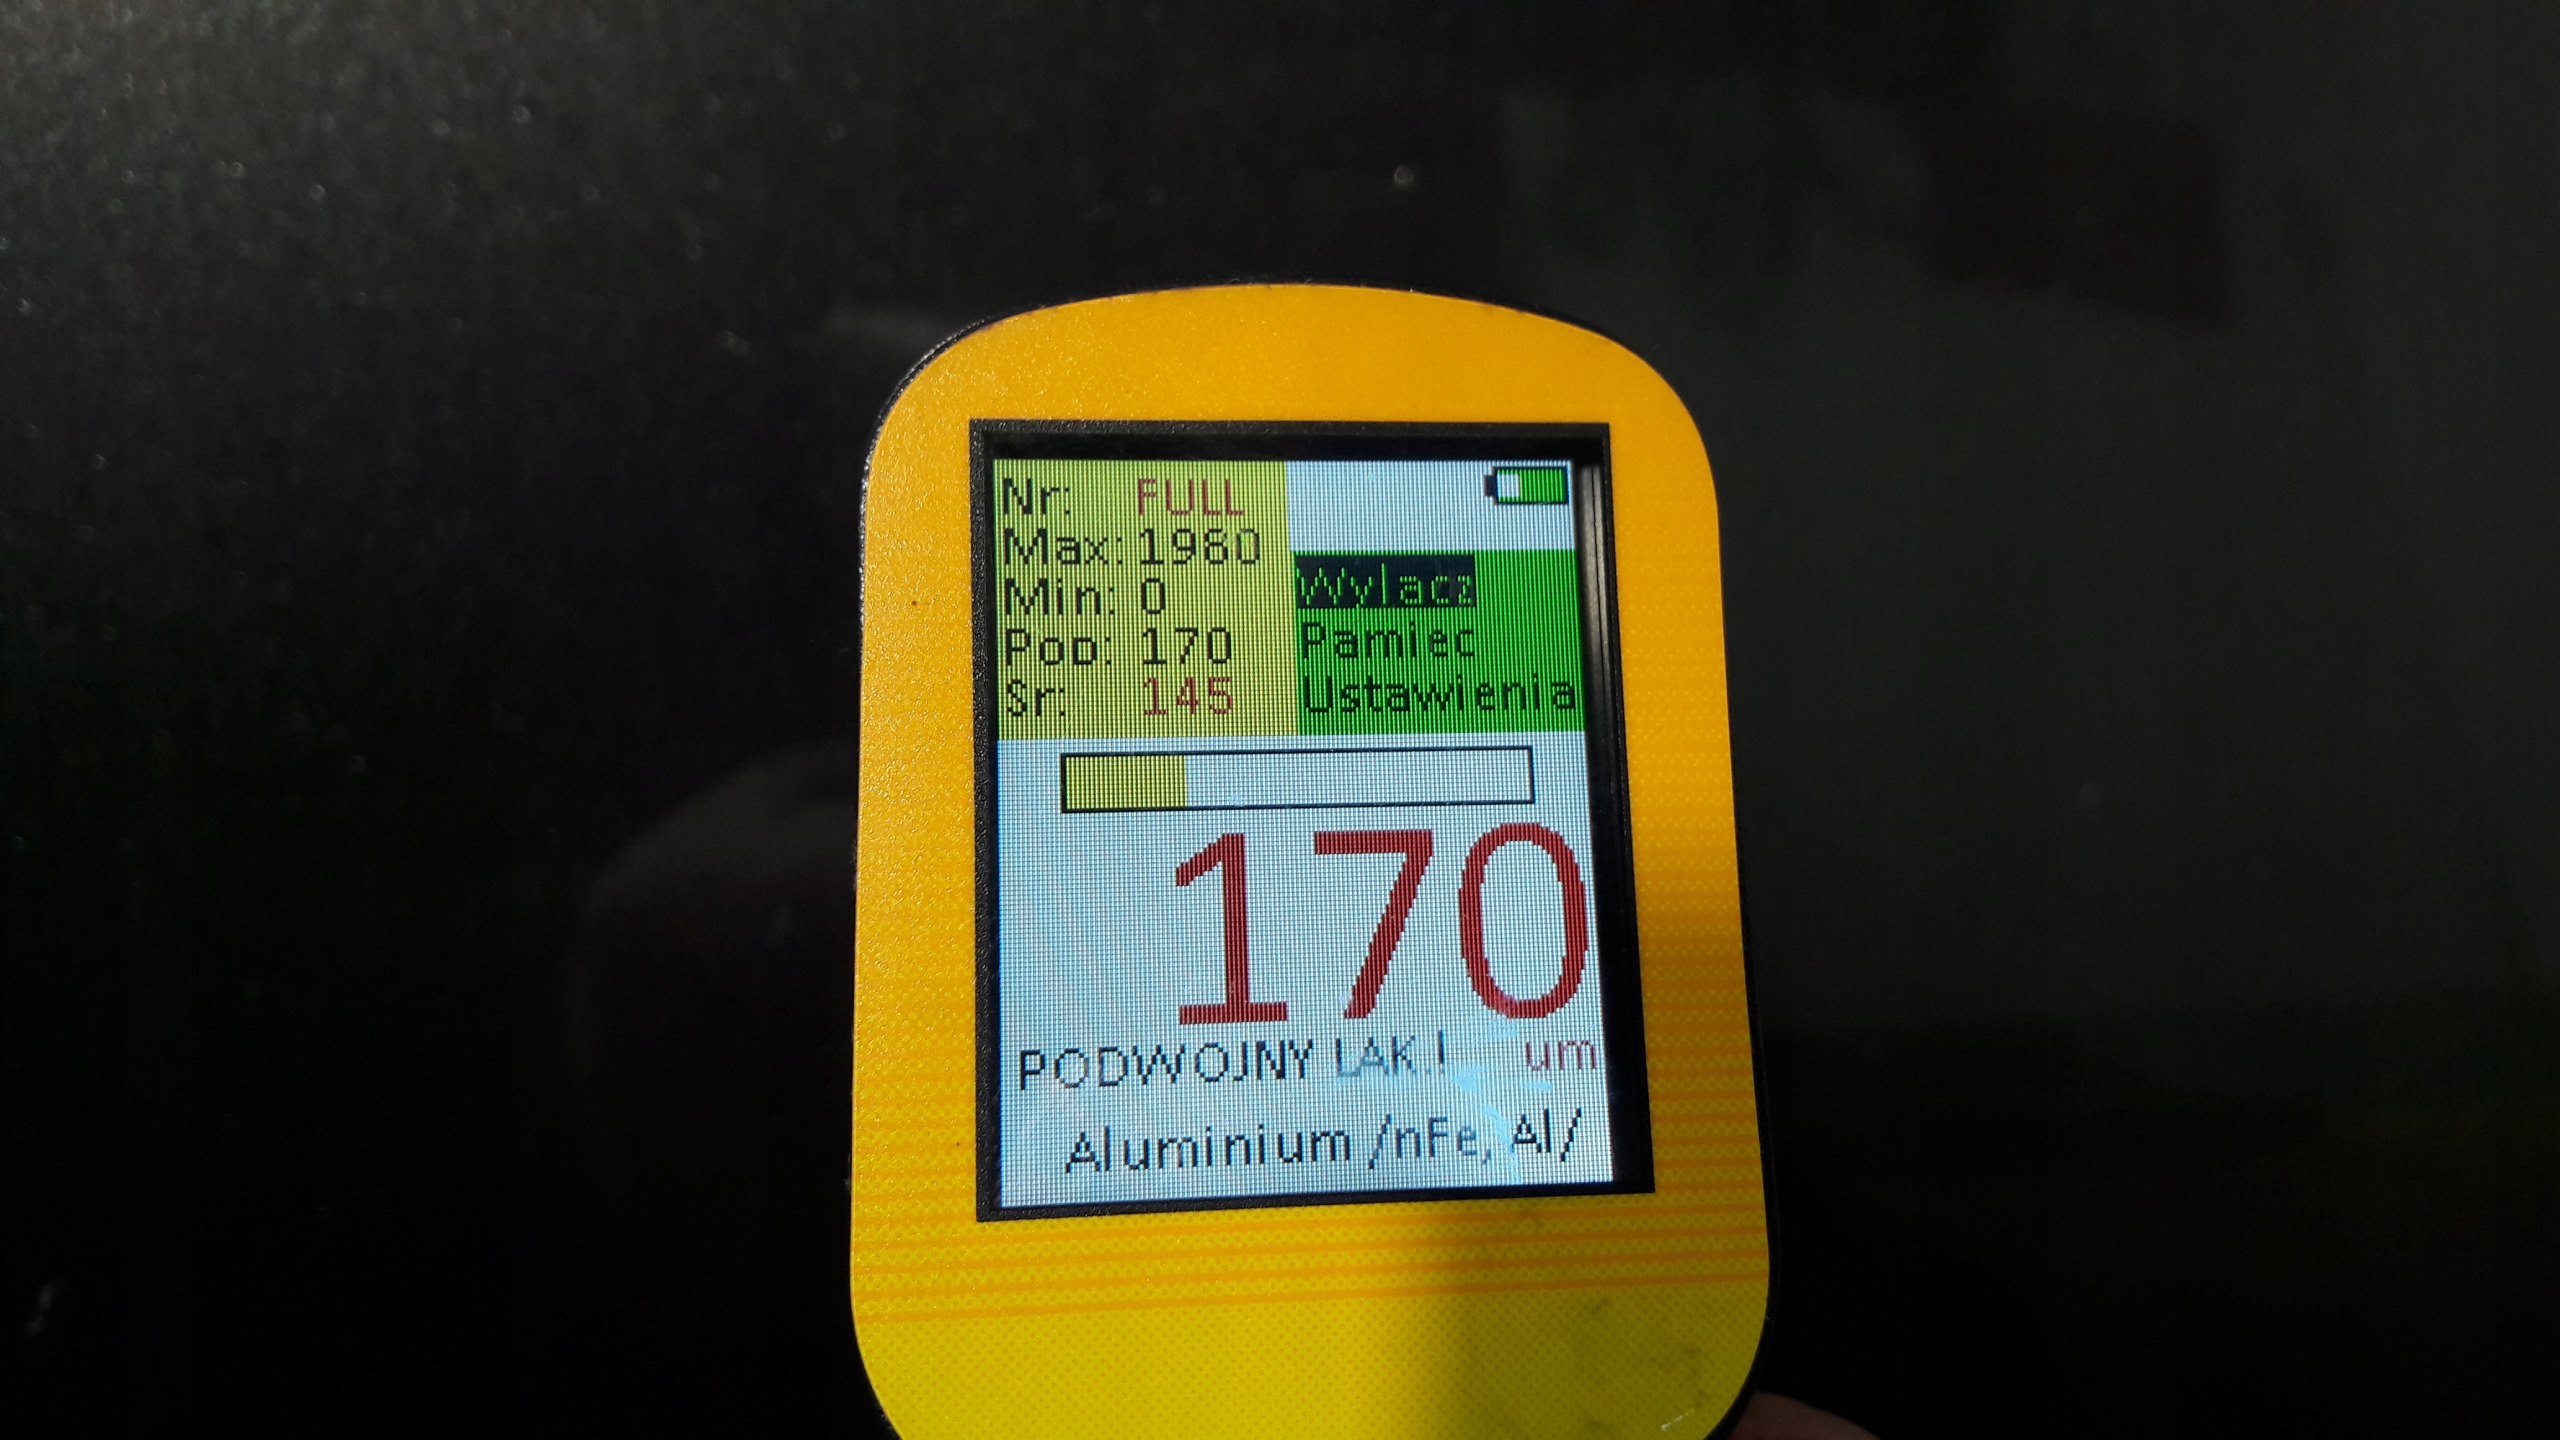 Nr: FULL
Max: 1960
Min: 0
Pop: 170
Sr: 145
Wylacz
Pamiec
Ustawienia
170
PODWOJNY LAK.! um
Aluminium /nFe, Al/